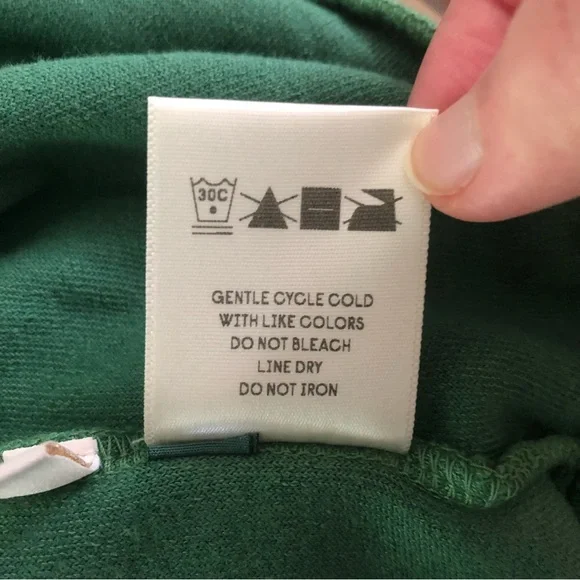 30C
GENTLE CYCLE COLD
WITH LIKE COLORS
DO NOT BLEACH
LINE DRY
DO NOT IRON